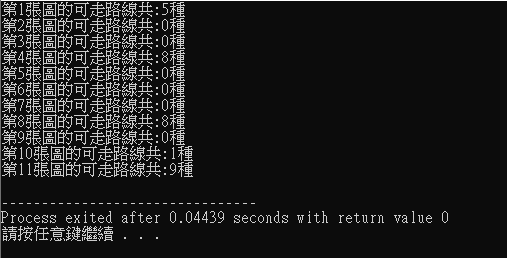 第1張圖的可走路線共:5種
第2張圖的可走路線共:0種
第3張圖的可走路線共:0種
第4張圖的可走路線共:8種
第5張圖的可走路線共:0種
第6張圖的可走路線共:0種
第7張圖的可走路線共:0種
第8張圖的可走路線共:8種
第9張圖的可走路線共:0種
第10張圖的可走路線共:1種
第11張圖的可走路線共:9種
--------------------------------
Process exited after 0.04439 seconds with return value 0
請按任意鍵繼續 . . .